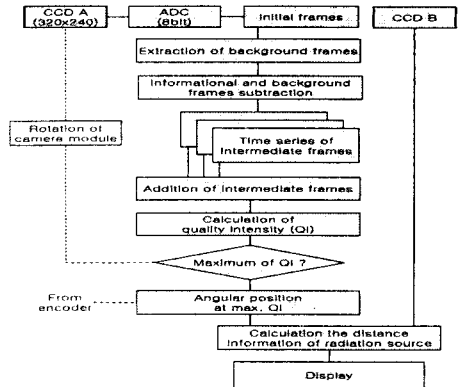 CCD A
(320x240)
ADC
(8bit)
Initial frames
CCD B
Extraction of background frames
Informational and background
frames subtraction
Rotation of
camera module
Time series of
intermediate frames
Addition of intermediate frames
Calculation of
quality intensity (QI)
Maximum of QI ?
From
encoder
Angular position
at max. QI
Calculation the distance
information of radiation source
Display